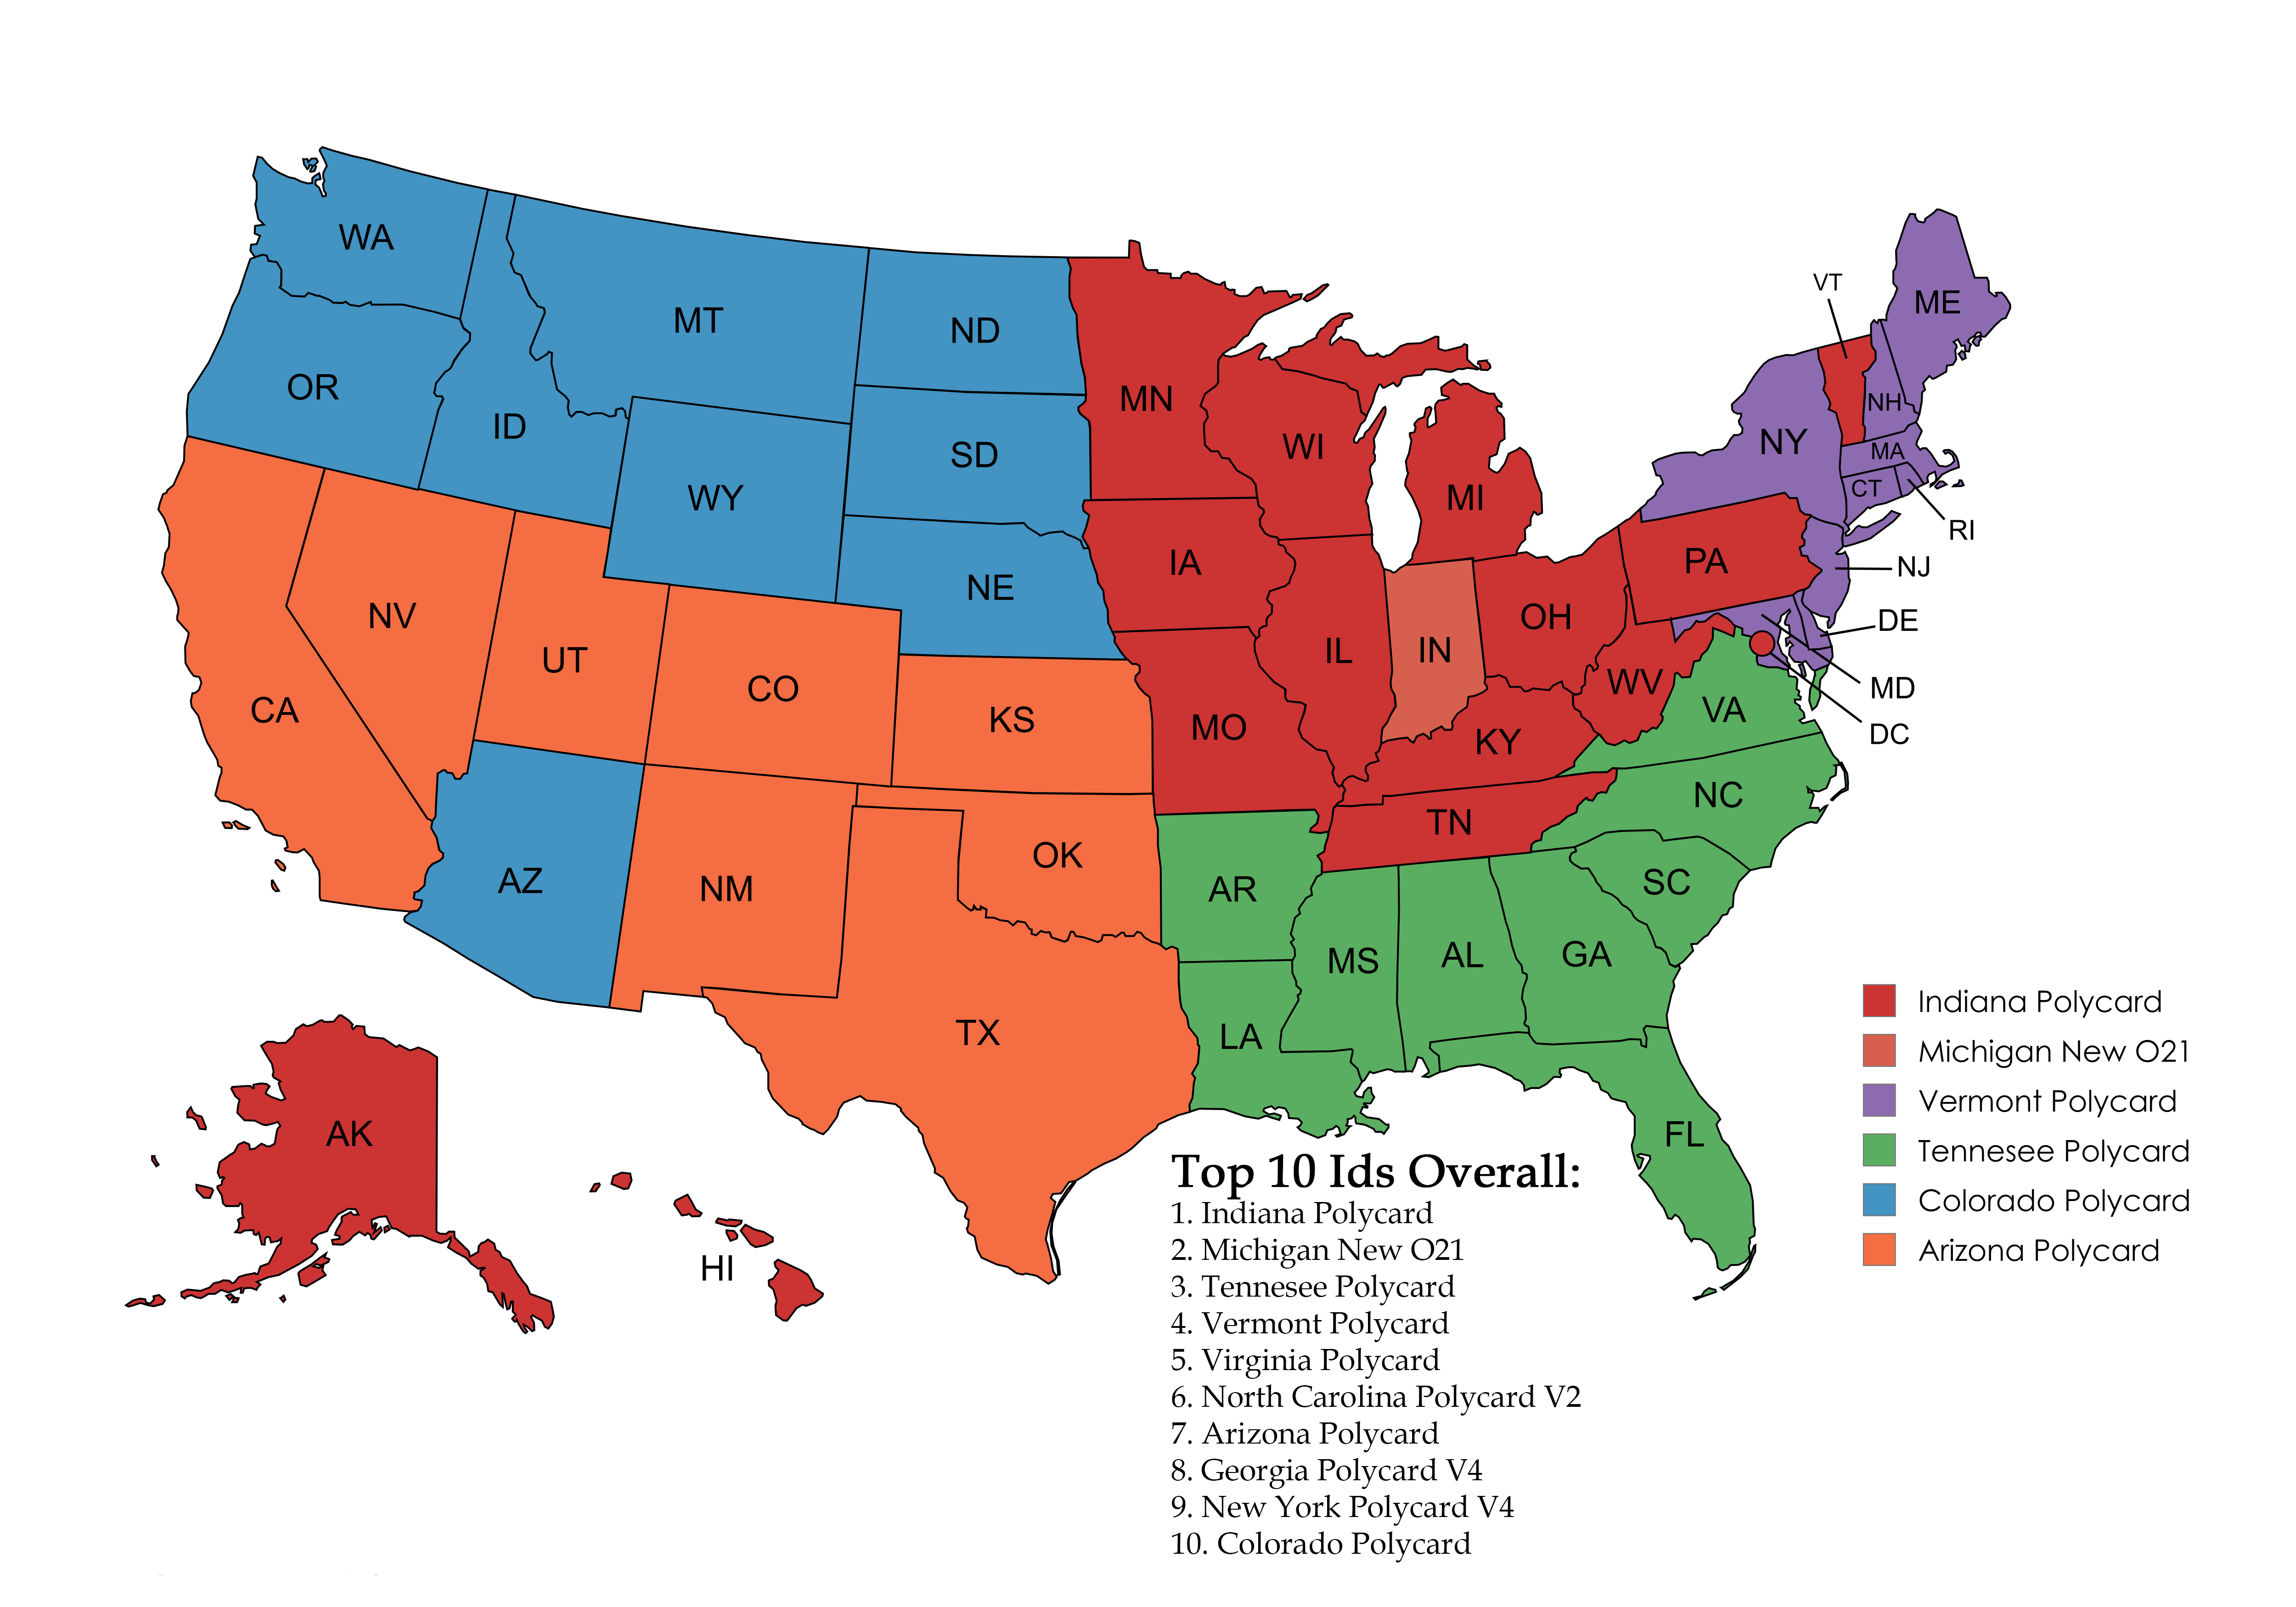 WA
MT
ND
MN
VT
ME
OR
ID
SD
WI
NH
NY
MA
WY
MI
CT
RI
NE
IA
PA
NJ
NV
OH
DE
UT
CO
KS
IL
IN
WV
MD
CA
MO
KY
VA
DC
AZ
NM
OK
AR
TN
NC
SC
MS
AL
GA
TX
LA
AK
FL
HI
Indiana Polycard
Michigan New O21
Vermont Polycard
Tennesee Polycard
Colorado Polycard
Arizona Polycard
Top 10 Ids Overall:
1. Indiana Polycard
2. Michigan New O21
3. Tennesee Polycard
4. Vermont Polycard
5. Virginia Polycard
6. North Carolina Polycard V2
7. Arizona Polycard
8. Georgia Polycard V4
9. New York Polycard V4
10. Colorado Polycard